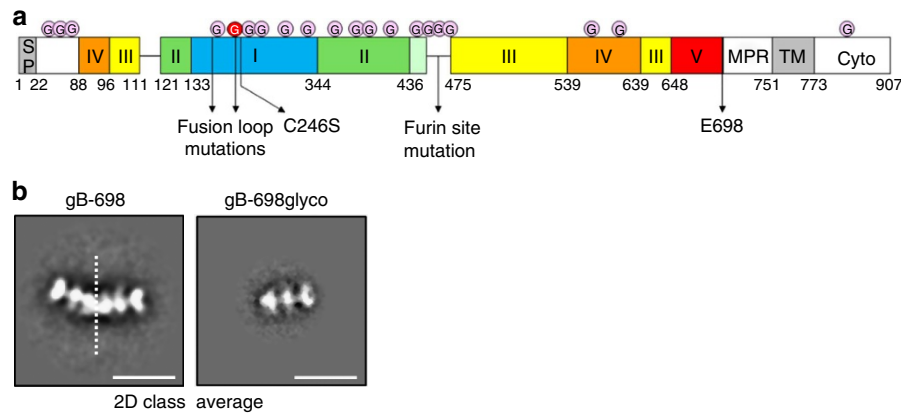 a
G G G G G G G G G G G G G G G G G G G G G
S P IV III II I II III IV III V MPR TM Cyto
1 22 88 96 111 121 133 344 436 475 539 639 648 751 773 907
Fusion loop mutations
C246S
Furin site mutation
E698
b
gB-698 gB-698glyco
2D class average